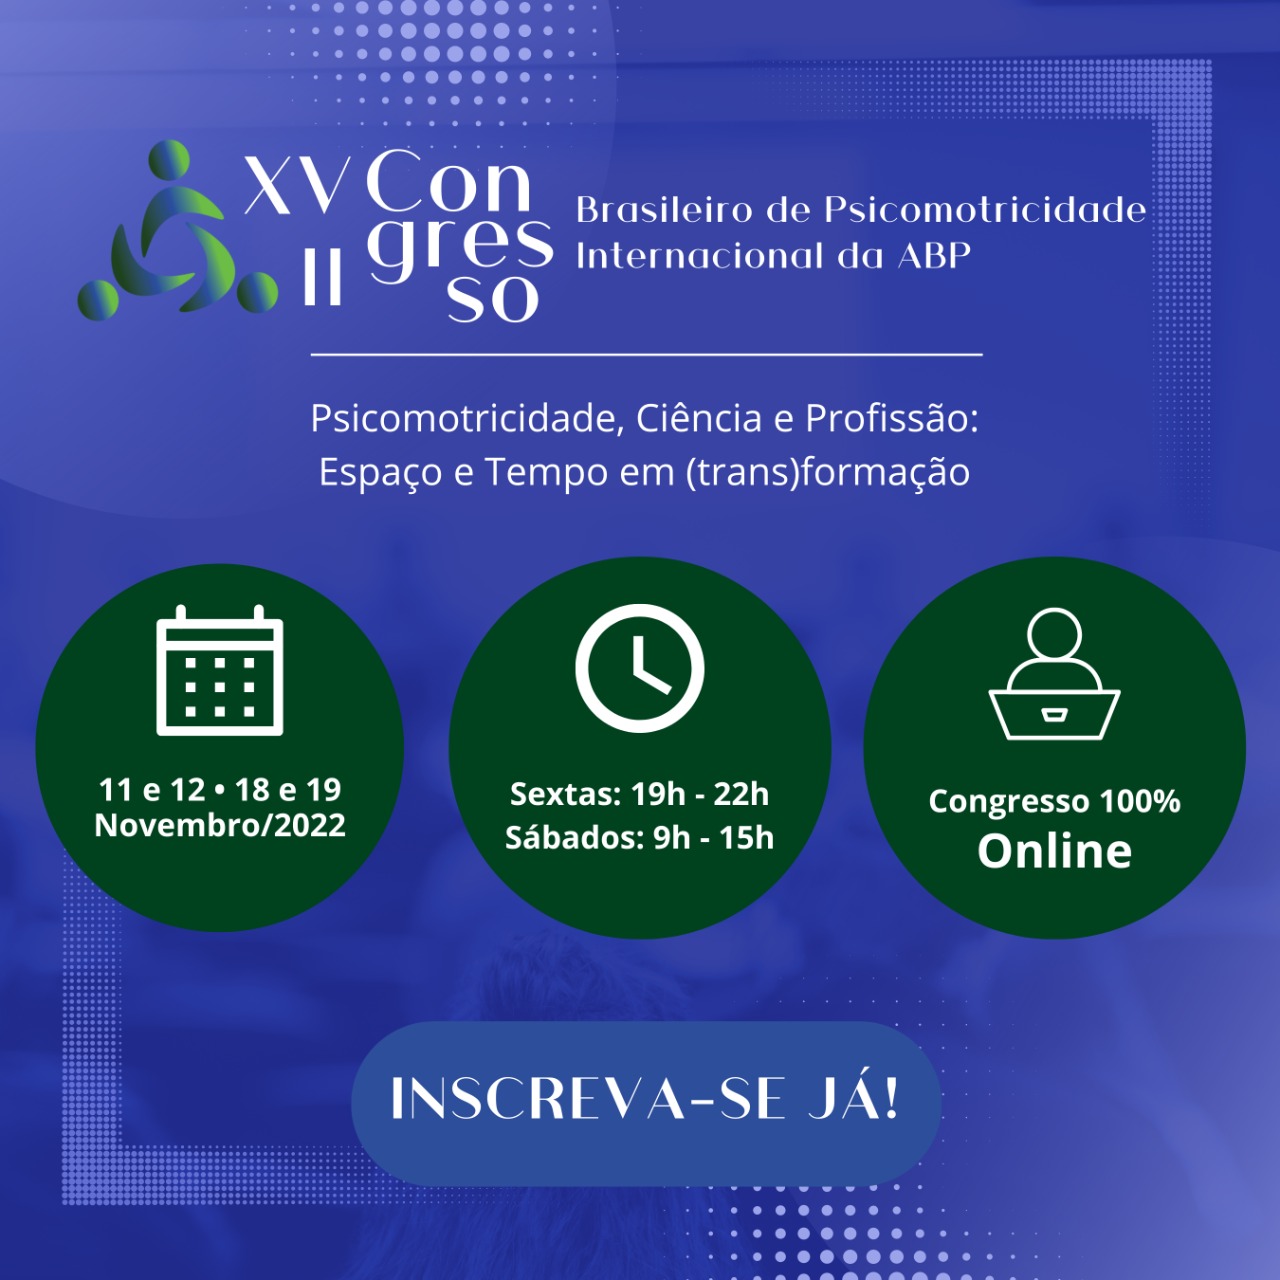 XV
II
Con
gres
so
Brasileiro de Psicomotricidade
Internacional da ABP
Psicomotricidade, Ciência e Profissão:
Espaço e Tempo em (trans)formação
11 e 12 • 18 e 19
Novembro/2022
Sextas: 19h - 22h
Sábados: 9h - 15h
Congresso 100%
Online
INSCREVA-SE JÁ!